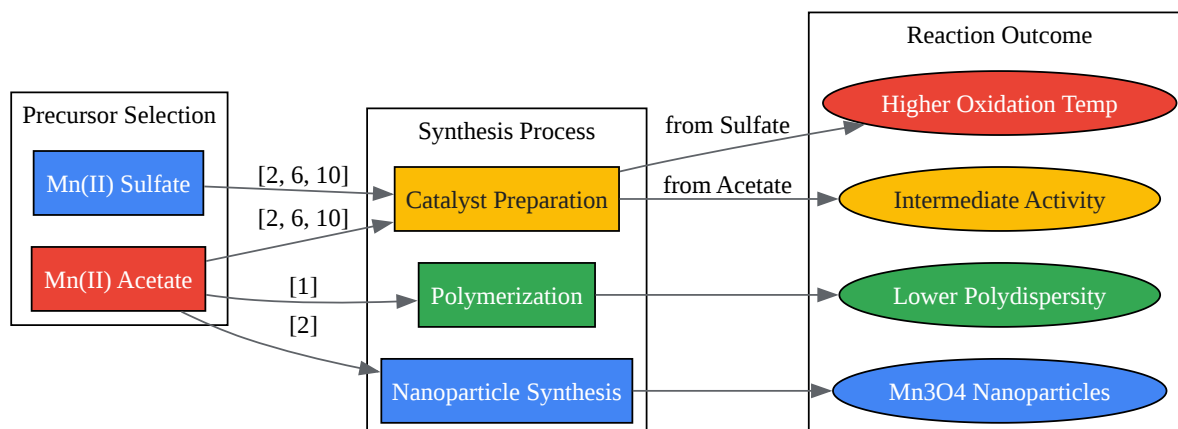 Precursor Selection
Mn(II) Sulfate
Mn(II) Acetate
[2, 6, 10]
[2, 6, 10]
[1]
[2]
Synthesis Process
Catalyst Preparation
Polymerization
Nanoparticle Synthesis
from Sulfate
from Acetate
Reaction Outcome
Higher Oxidation Temp
Intermediate Activity
Lower Polydispersity
Mn3O4 Nanoparticles